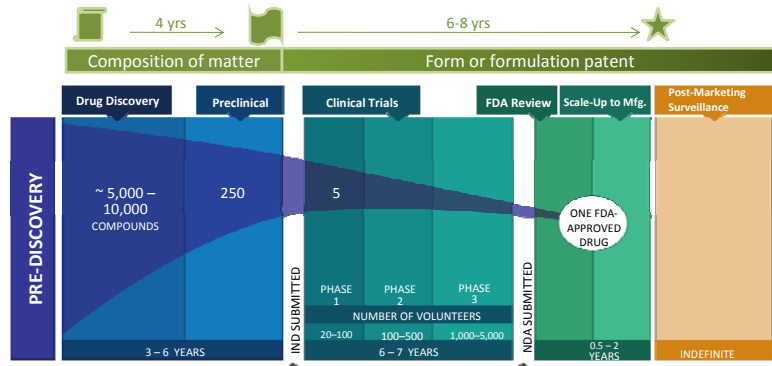 4 yrs
6-8 yrs
Composition of matter
Form or formulation patent
Drug Discovery
Preclinical
Clinical Trials
FDA Review
Scale-Up to Mfg.
Post-Marketing
Surveillance
PRE-DISCOVERY
~ 5,000 –
10,000
COMPOUNDS
250
5
ONE FDA-
APPROVED
DRUG
IND SUBMITTED
NDA SUBMITTED
PHASE
1
PHASE
2
PHASE
3
NUMBER OF VOLUNTEERS
20–100
100–500
1,000–5,000
3 – 6 YEARS
6 – 7 YEARS
0.5 – 2
YEARS
INDEFINITE